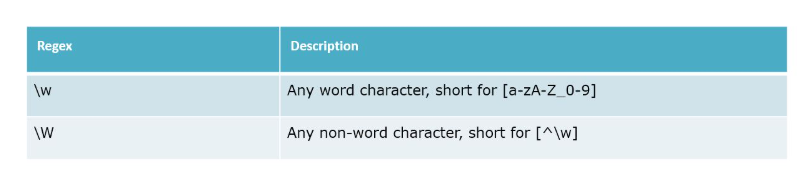 Regex Description
\w Any word character, short for [a-zA-Z_0-9]
\W Any non-word character, short for [^\w]